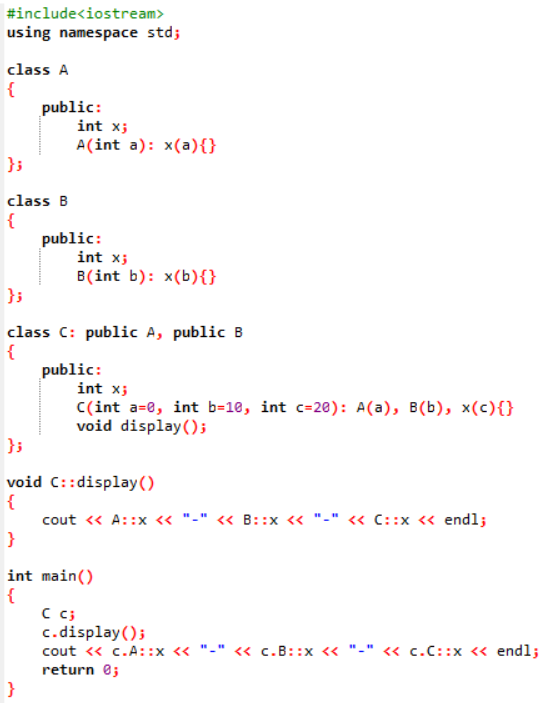 #include<iostream>
using namespace std;
class A
{
public:
int x;
A(int a): x(a){}
};
class B
{
public:
int x;
B(int b): x(b){}
};
class C: public A, public B
{
public:
int x;
C(int a=0, int b=10, int c=20): A(a), B(b), x(c){}
void display();
};
void C::display()
{
cout << A::x << "-" << B::x << "-" << C::x << endl;
}
int main()
{
C c;
c.display();
cout << c.A::x << "-" << c.B::x << "-" << c.C::x << endl;
return 0;
}